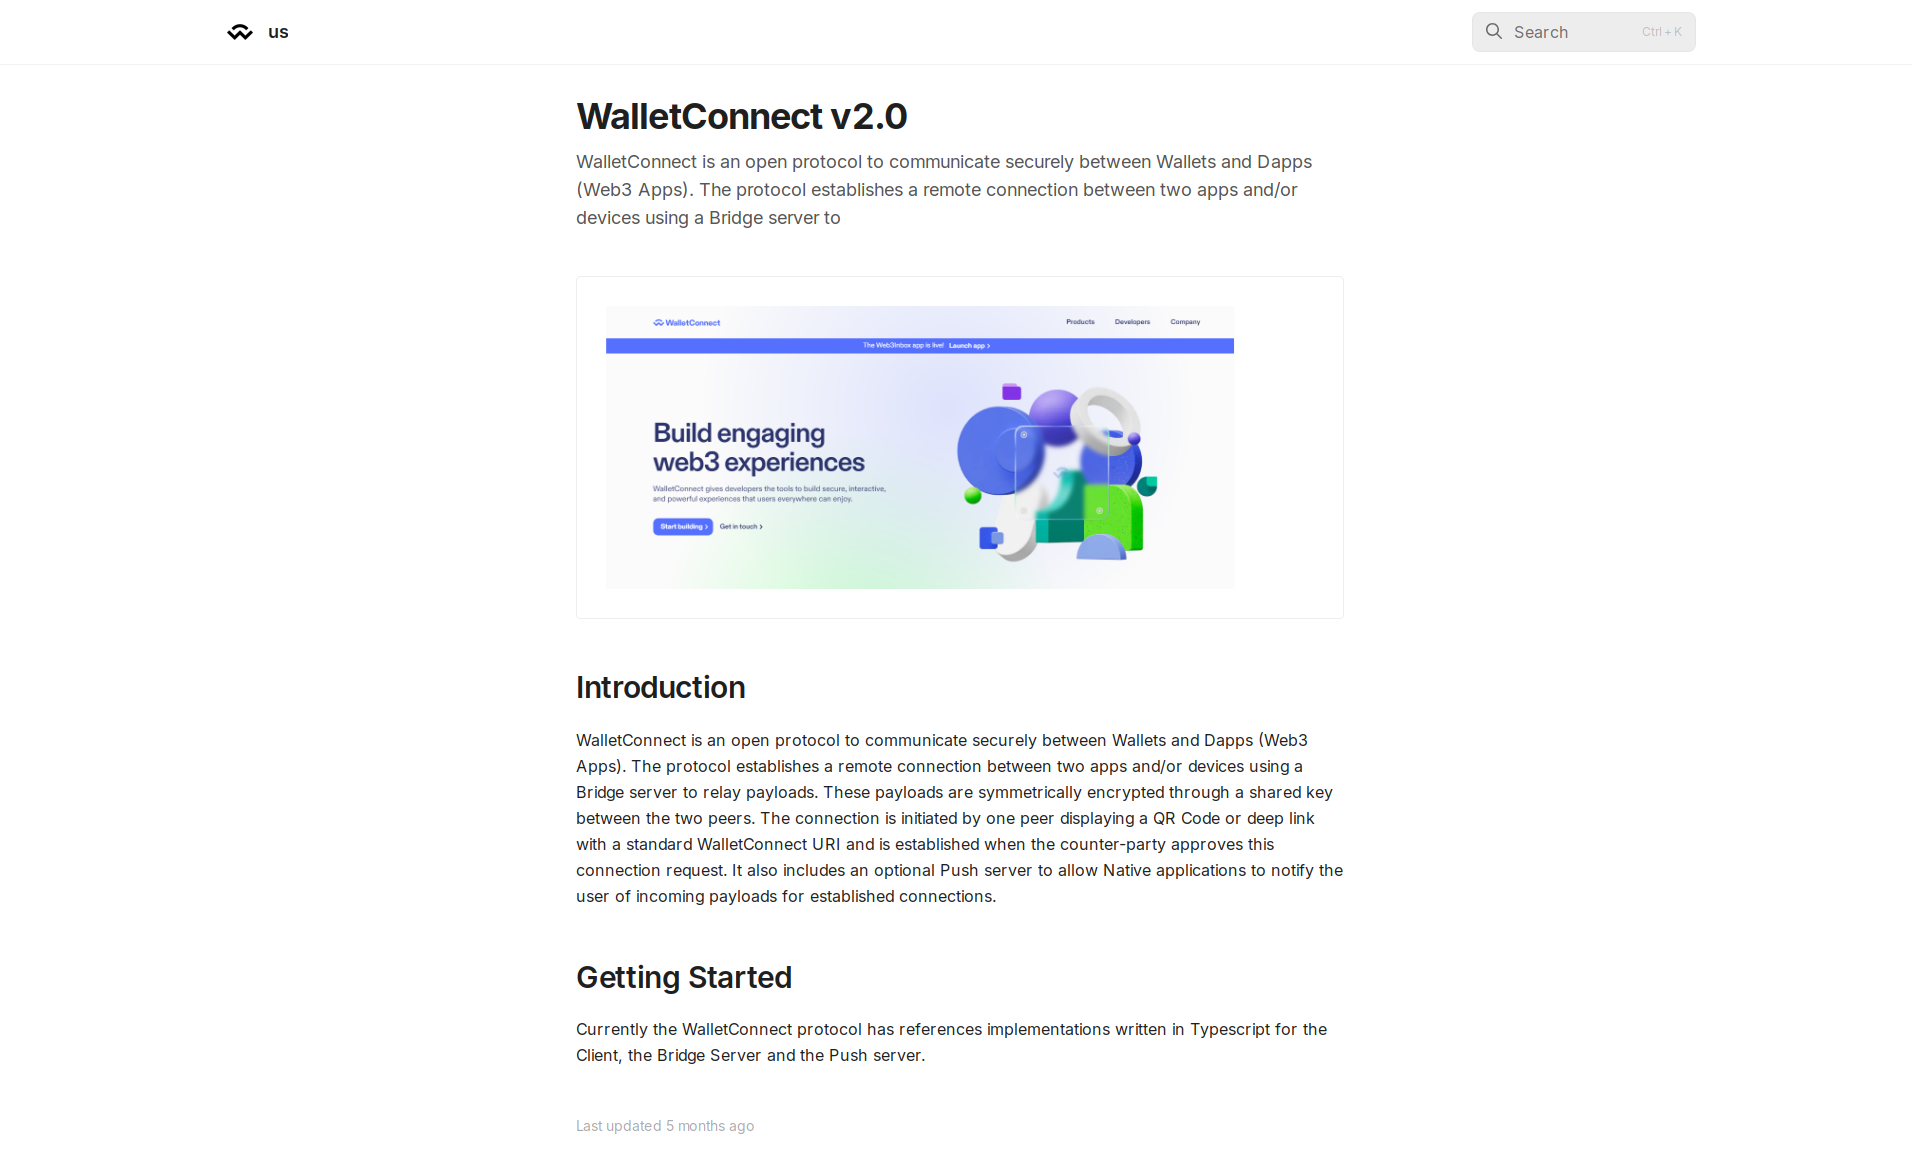 us
Search
Ctrl + K
WalletConnect v2.0
WalletConnect is an open protocol to communicate securely between Wallets and Dapps
(Web3 Apps). The protocol establishes a remote connection between two apps and/or
devices using a Bridge server to
WalletConnect
Products
Developers
Company
The Web3Inbox app is live! Launch app
Build engaging
web3 experiences
WalletConnect gives developers the tools to build secure, interactive,
and powerful experiences that users everywhere can enjoy.
Start building
Get in touch
Introduction
WalletConnect is an open protocol to communicate securely between Wallets and Dapps (Web3
Apps). The protocol establishes a remote connection between two apps and/or devices using a
Bridge server to relay payloads. These payloads are symmetrically encrypted through a shared key
between the two peers. The connection is initiated by one peer displaying a QR Code or deep link
with a standard WalletConnect URI and is established when the counter-party approves this
connection request. It also includes an optional Push server to allow Native applications to notify the
user of incoming payloads for established connections.
Getting Started
Currently the WalletConnect protocol has references implementations written in Typescript for the
Client, the Bridge Server and the Push server.
Last updated 5 months ago